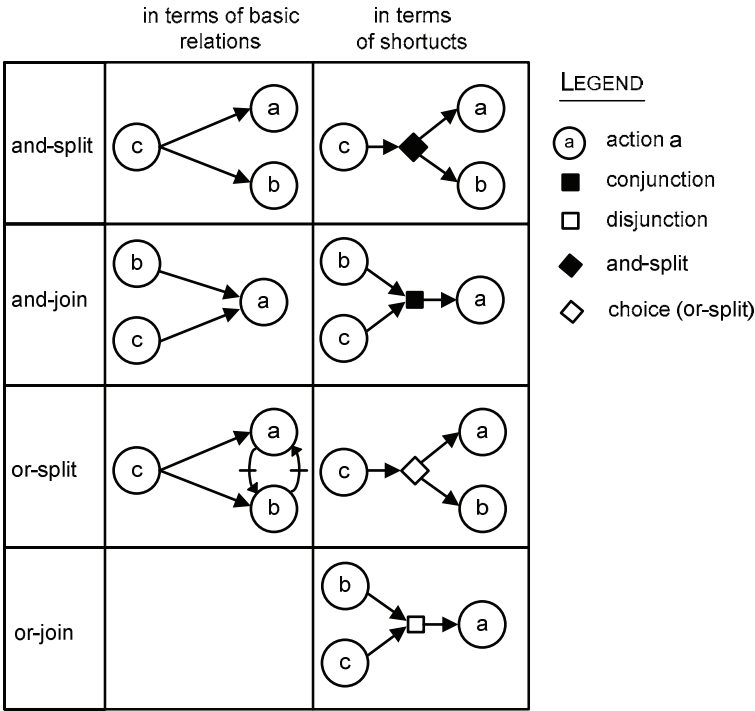 in terms of basic
relations
in terms
of shortucts
and-split
c
a
b
c
a
b
and-join
b
c
a
b
c
a
or-split
c
a
b
c
a
b
or-join
b
c
a
LEGEND
a action a
conjunction
disjunction
and-split
choice (or-split)